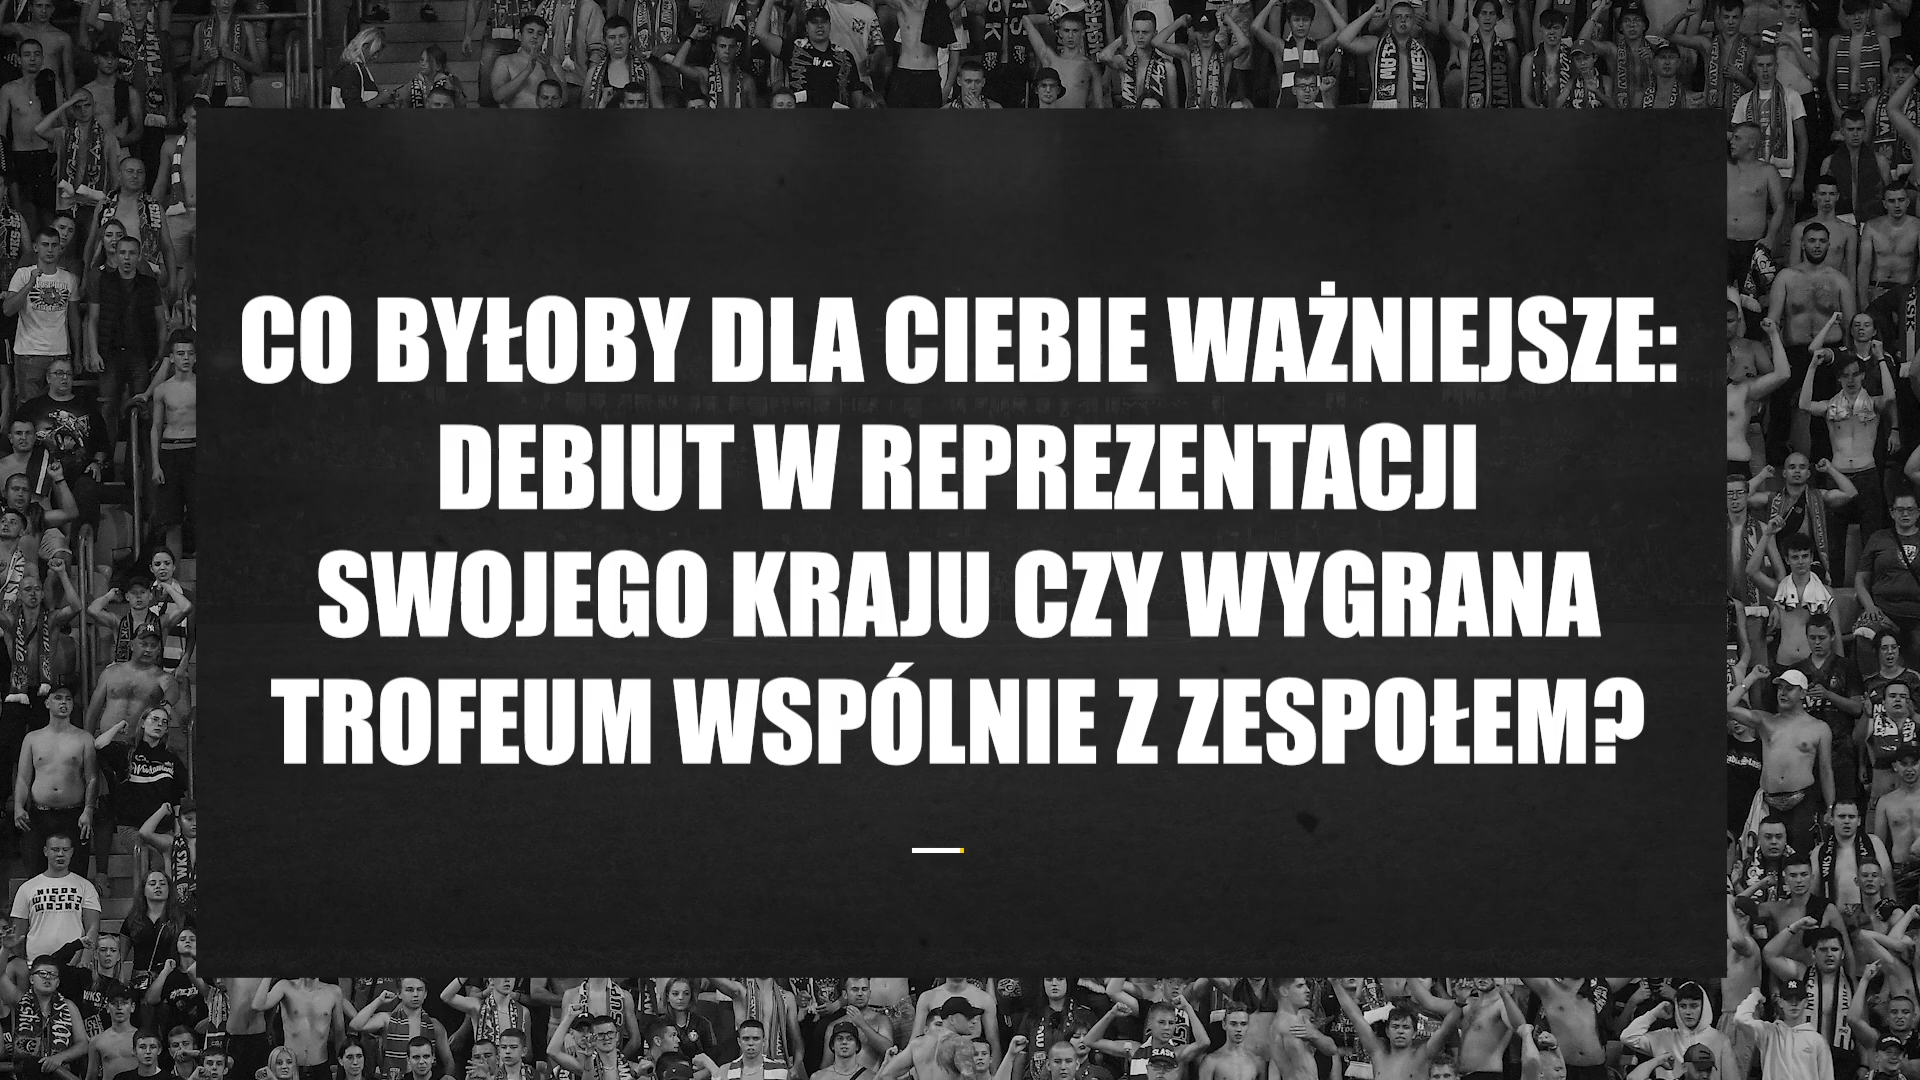 CO BYŁOBY DLA CIEBIE WAŻNIEJSZE:
DEBIUT W REPREZENTACJI
SWOJEGO KRAJU CZY WYGRANA
TROFEUM WSPÓLNIE Z ZESPOŁEM?